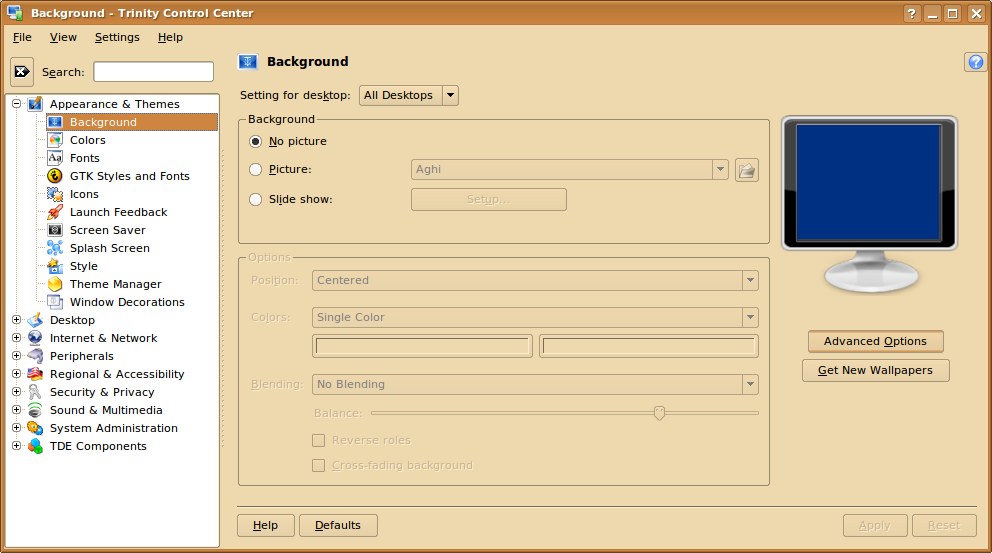 Background - Trinity Control Center
File View Settings Help
Search:
Appearance & Themes
Background
Colors
Fonts
GTK Styles and Fonts
Icons
Launch Feedback
Screen Saver
Splash Screen
Style
Theme Manager
Window Decorations
Desktop
Internet & Network
Peripherals
Regional & Accessibility
Security & Privacy
Sound & Multimedia
System Administration
TDE Components
Background
Setting for desktop: All Desktops
Background
No picture
Picture: Aghi
Slide show: Setup...
Options
Position: Centered
Colors: Single Color
Blending: No Blending
Balance:
Reverse roles
Cross-fading background
Advanced Options
Get New Wallpapers
Help Defaults Apply Reset